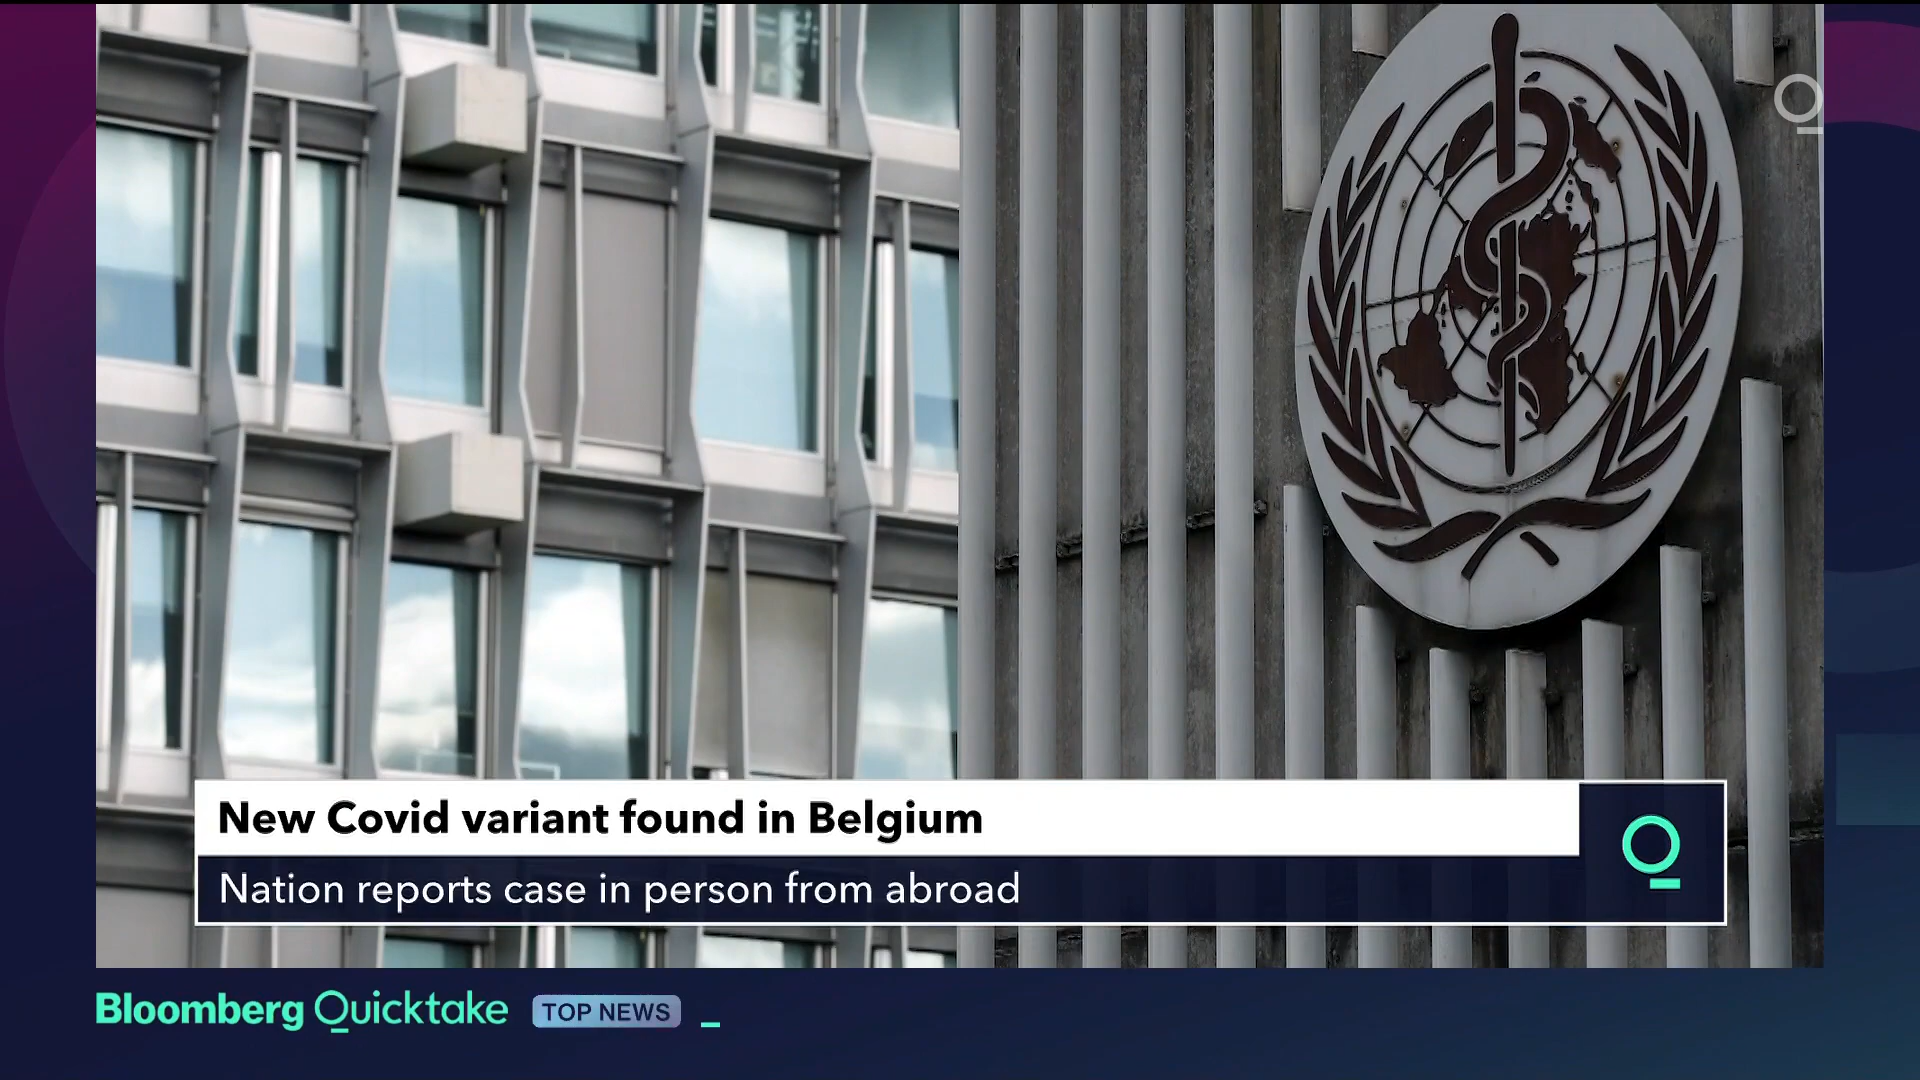 New Covid variant found in Belgium
Nation reports case in person from abroad
Bloomberg Quicktake TOP NEWS